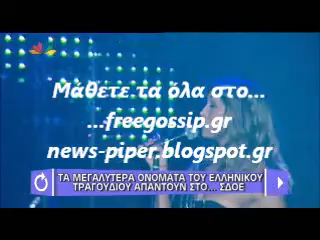 Μάθετε τα όλα στο...
...freegossip.gr
news-piper.blogspot.gr
ΤΑ ΜΕΓΑΛΥΤΕΡΑ ΟΝΟΜΑΤΑ ΤΟΥ ΕΛΛΗΝΙΚΟΥ
ΤΡΑΓΟΥΔΙΟΥ ΑΠΑΝΤΟΥΝ ΣΤΟ... ΣΔΟΕ